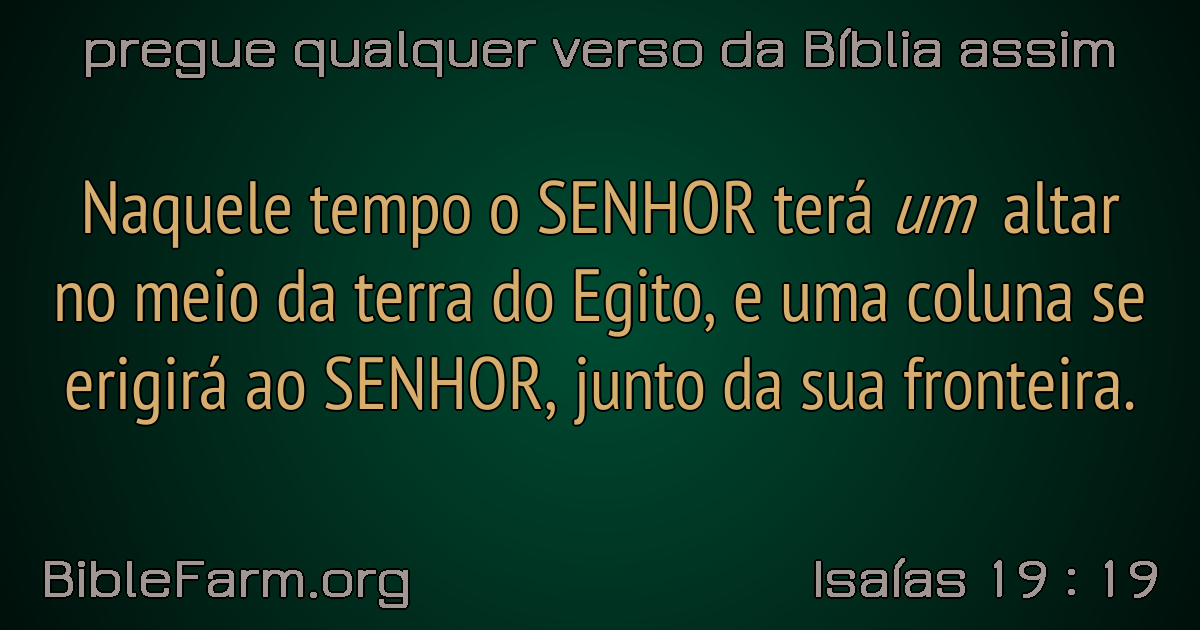 pregue qualquer verso da Bíblia assim
Naquele tempo o SENHOR terá um altar
no meio da terra do Egito, e uma coluna se
erigirá ao SENHOR, junto da sua fronteira.
BibleFarm.org
Isaías 19 : 19